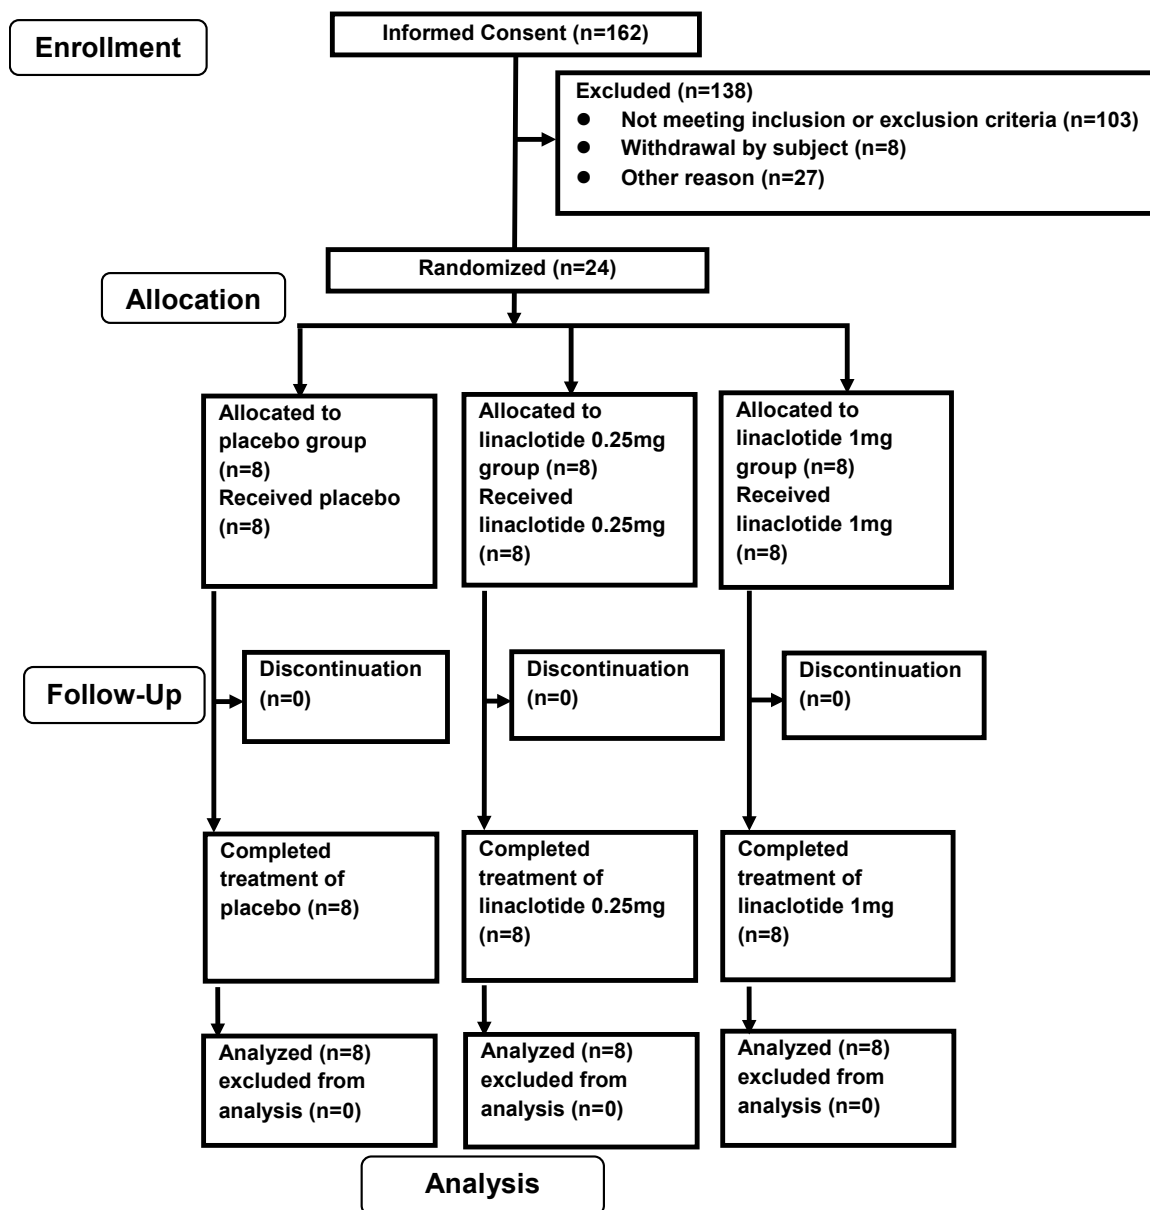 Enrollment
Informed Consent (n=162)
Excluded (n=138)
● Not meeting inclusion or exclusion criteria (n=103)
● Withdrawal by subject (n=8)
● Other reason (n=27)
Randomized (n=24)
Allocation
Allocated to
placebo group
(n=8)
Received placebo
(n=8)
Allocated to
linaclotide 0.25mg
group (n=8)
Received
linaclotide 0.25mg
(n=8)
Allocated to
linaclotide 1mg
group (n=8)
Received
linaclotide 1mg
(n=8)
Follow-Up
Discontinuation
(n=0)
Discontinuation
(n=0)
Discontinuation
(n=0)
Completed
treatment of
placebo (n=8)
Completed
treatment of
linaclotide 0.25mg
(n=8)
Completed
treatment of
linaclotide 1mg
(n=8)
Analyzed (n=8)
excluded from
analysis (n=0)
Analyzed (n=8)
excluded from
analysis (n=0)
Analyzed (n=8)
excluded from
analysis (n=0)
Analysis